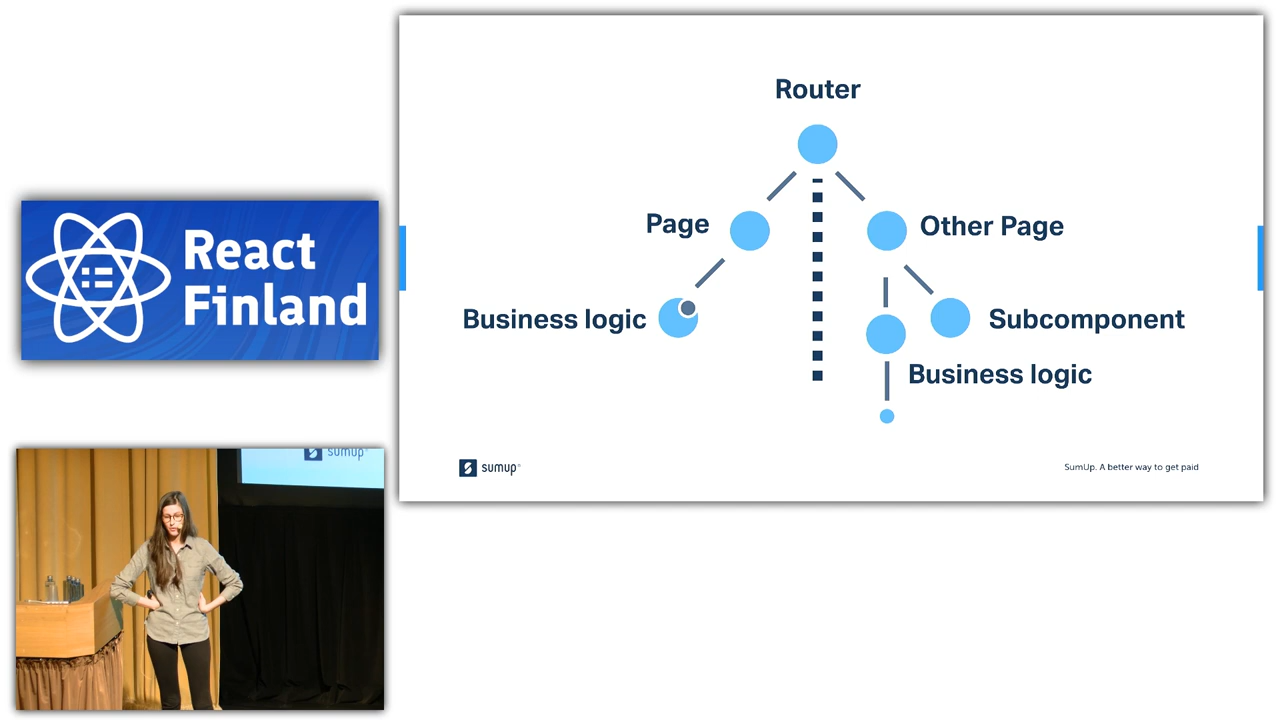 React
Finland
Router
Page
Other Page
Business logic
Subcomponent
Business logic
sumup®
SumUp. A better way to get paid
sumup